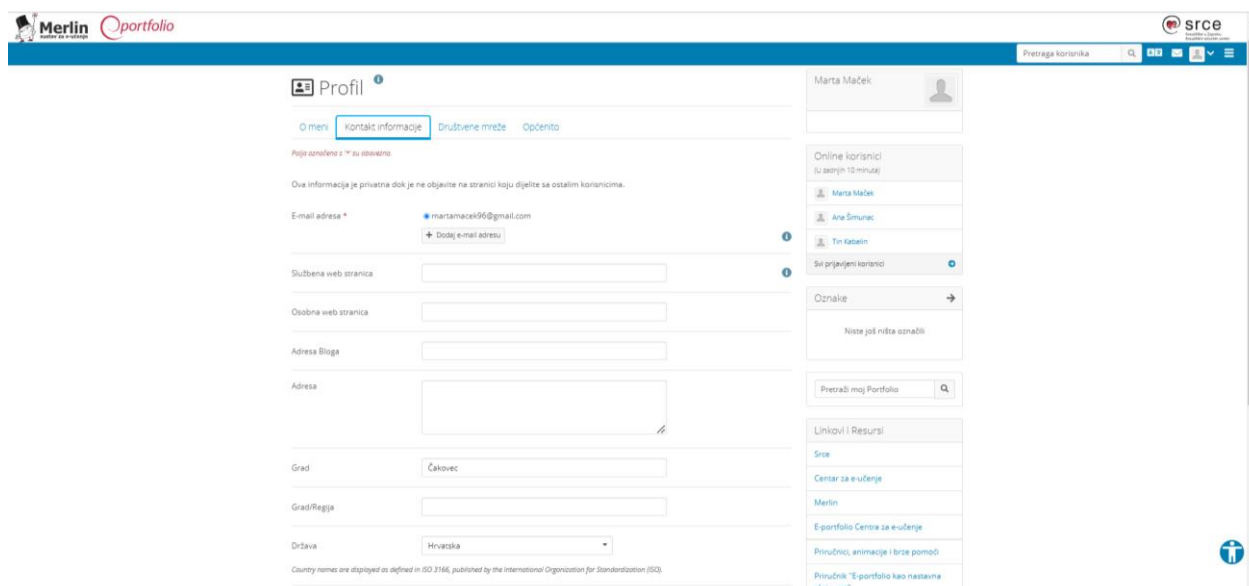 Merlin
sustav za e-učenje
portfolio
srce
Pretraga korisnika
Profil
O meni
Kontakt informacije
Društvene mreže
Općenito
Polja označena s '*' su obavezna.
Ova informacija je privatna dok je ne objavite na stranici koju dijelite sa ostalim korisnicima.
E-mail adresa *
martamacek96@gmail.com
+ Dodaj e-mail adresu
Službena web stranica
Osobna web stranica
Adresa Bloga
Adresa
Grad
Čakovec
Grad/Regija
Država
Hrvatska
Country names are displayed as defined in ISO 3166, published by the International Organization for Standardization (ISO).
Marta Maček
Online korisnici
(U zadnjih 10 minuta)
Marta Maček
Ana Šimunec
Tin Kabelin
Svi prijavljeni korisnici
Oznake
Niste još ništa označili
Pretraži moj Portfolio
Linkovi i Resursi
Srce
Centar za e-učenje
Merlin
E-portfolio Centra za e-učenje
Priručnici, animacije i brze pomoći
Priručnik "E-portfolio kao nastavna